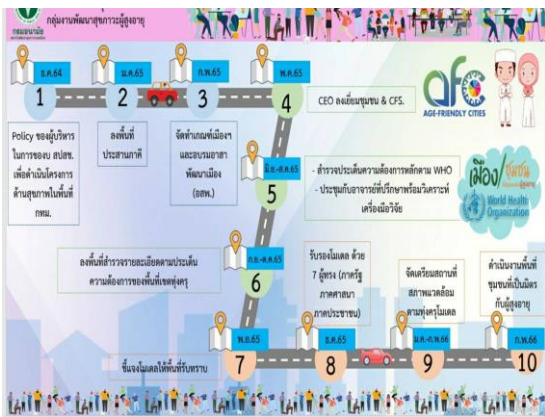 กรมอนามัย
กลุ่มงานพัฒนาสุขภาวะผู้สูงอายุ
ธ.ค.64
1
Policy ของผู้บริหาร
ในการของบ สปสช.
เพื่อดำเนินโครงการ
ด้านสุขภาพในพื้นที่
กทม.
ม.ค.65
2
ลงพื้นที่
ประสานภาคี
ก.พ.65
3
จัดทำเกณฑ์เมืองฯ
และอบรมอาสา
พัฒนาเมือง
(อสพ.)
พ.ค.65
4
CEO ลงเยี่ยมชุมชน & CFS.
AGE-FRIENDLY CITIES
มิ.ย.-ส.ค.65
5
- สำรวจประเมินความต้องการหลักตาม WHO
- ประชุมกับอาจารย์ที่ปรึกษาพร้อมวิเคราะห์
เครื่องมือวิจัย
เมือง/ชุมชน
World Health
Organization
ก.ย.-ต.ค.65
6
ลงพื้นที่สำรวจรายละเอียดตามประเด็น
ความต้องการของพื้นที่เขตทุ่งครุ
พ.ย.65
7
ชี้แจงโมเดลให้พื้นที่รับทราบ
รับรองโมเดล ด้วย
7 ผู้ทรง (ภาครัฐ
ภาคศาสนา
ภาคประชาชน)
ธ.ค.65
8
จัดเตรียมสถานที่
สภาพแวดล้อม
ตามทุ่งครุโมเดล
ม.ค.-ก.พ.66
9
ดำเนินงานพื้นที่
ชุมชนที่เป็นมิตร
กับผู้สูงอายุ
ก.พ.66
10